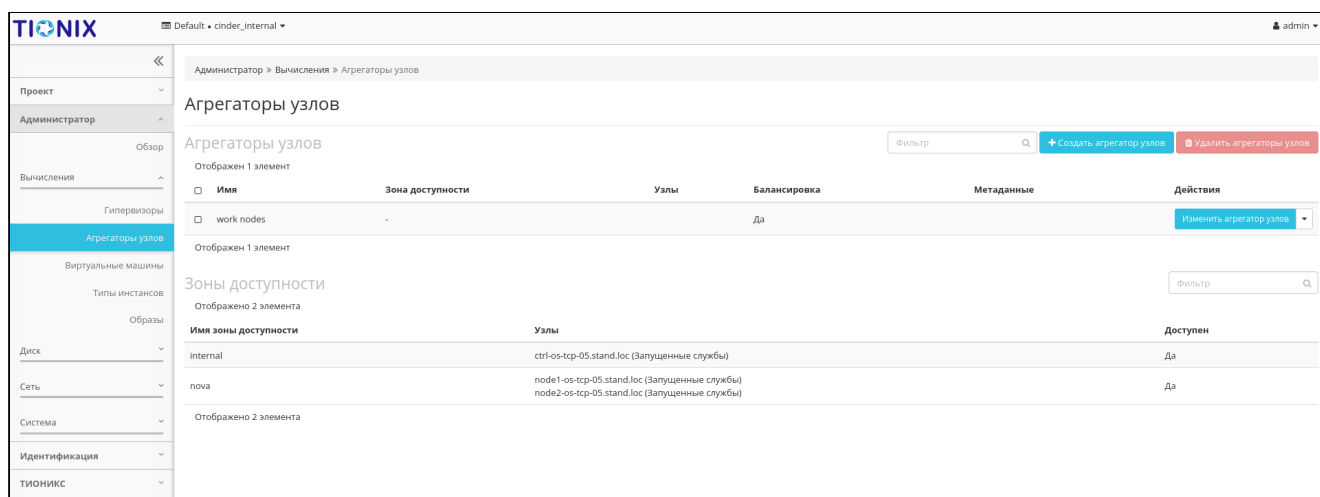 TIONIX
Default • cinder_internal
admin
Проект
Администратор
Обзор
Вычисления
Гипервизоры
Агрегаторы узлов
Виртуальные машины
Типы инстансов
Образы
Диск
Сеть
Система
Идентификация
ТИОНИКС
Администратор » Вычисления » Агрегаторы узлов
Агрегаторы узлов
Агрегаторы узлов
Фильтр
+ Создать агрегатор узлов
Удалить агрегаторы узлов
Отображен 1 элемент
Имя Зона доступности Узлы Балансировка Метаданные Действия
work nodes - Да Изменить агрегатор узлов
Отображен 1 элемент
Зоны доступности
Фильтр
Отображено 2 элемента
Имя зоны доступности Узлы Доступен
internal ctrl-os-tcp-05.stand.loc (Запущенные службы) Да
nova node1-os-tcp-05.stand.loc (Запущенные службы) Да
node2-os-tcp-05.stand.loc (Запущенные службы)
Отображено 2 элемента